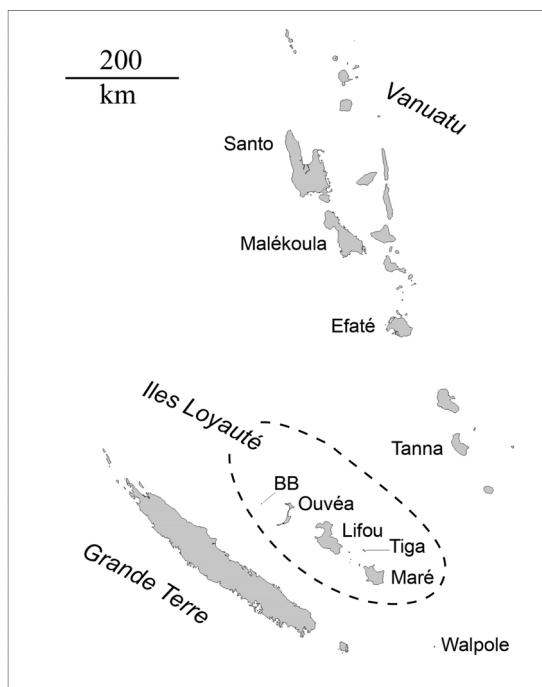 200
km
Vanuatu
Santo
Malékoula
Efaté
Iles Loyauté
Tanna
BB
Ouvéa
Lifou
Tiga
Maré
Grande Terre
Walpole